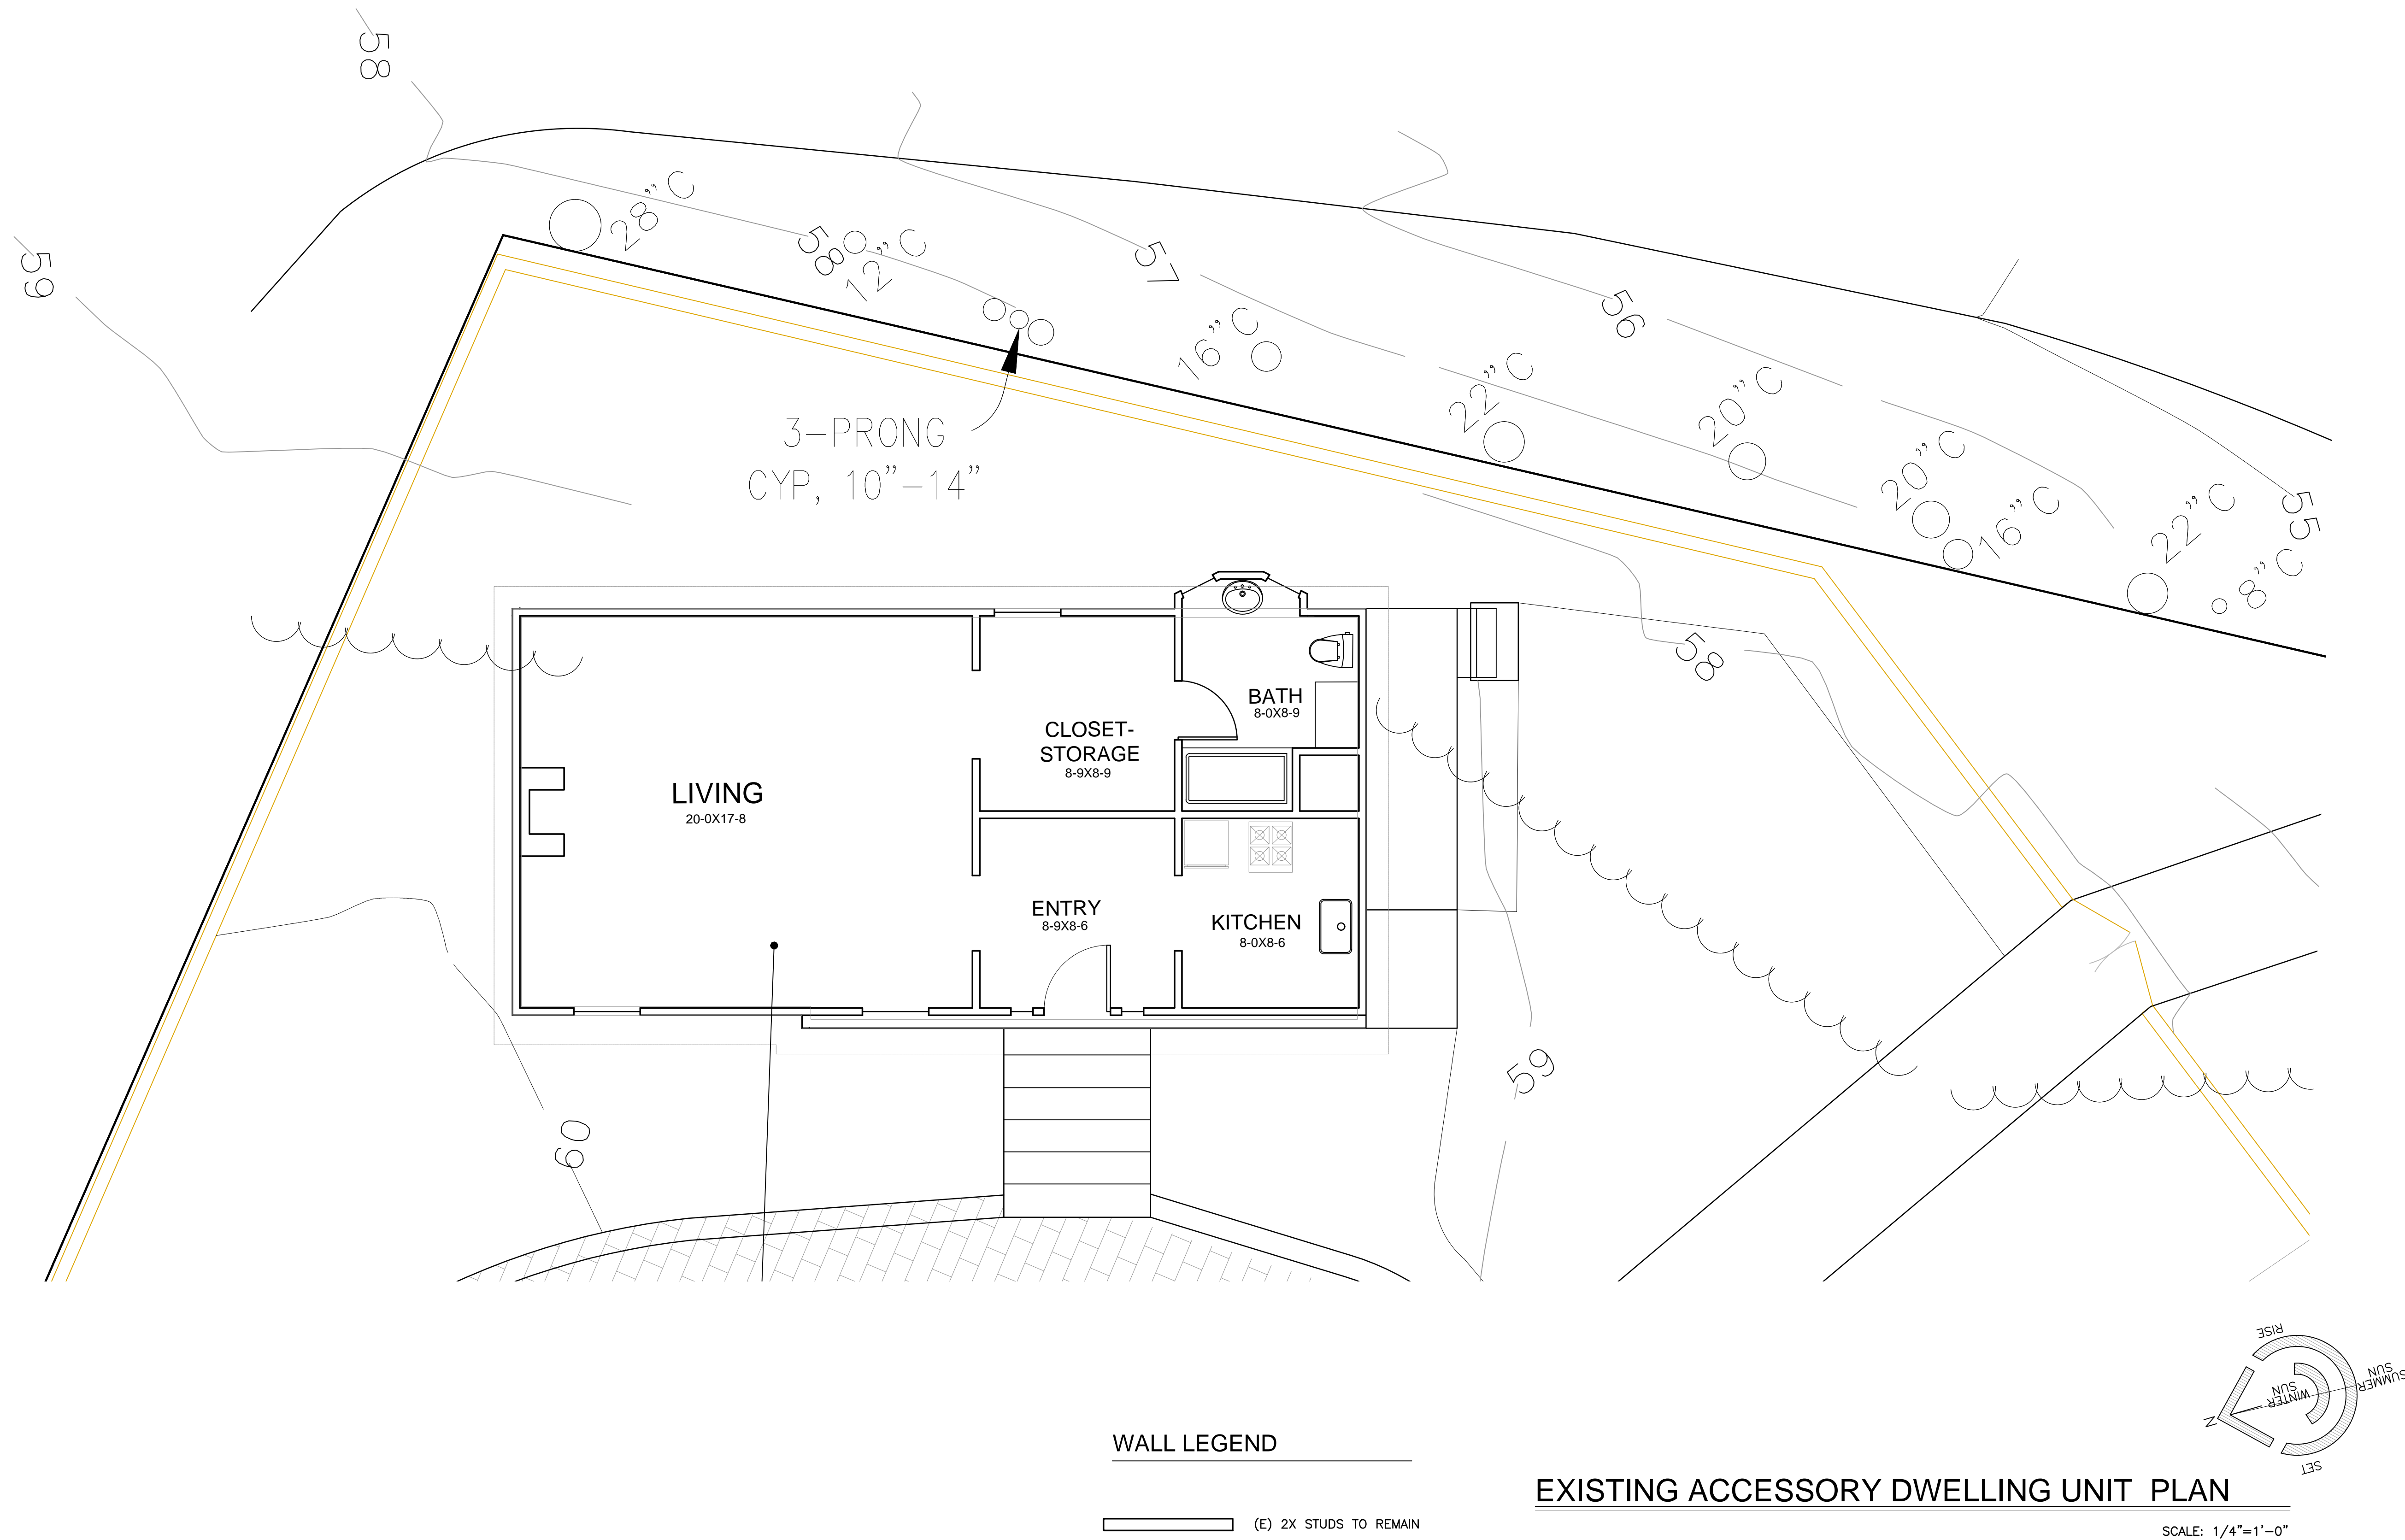 58
59
28" C
58
12" C
57
16" C
56
22" C
20" C
20" C
16" C
22" C
8" C
55
3-PRONG
CYP, 10"-14"
58
BATH
8-0X8-9
CLOSET-
STORAGE
8-9X8-9
LIVING
20-0X17-8
ENTRY
8-9X8-6
KITCHEN
8-0X8-6
59
60
RISE
SUMMER
SUN
WINTER
SUN
N
SET
WALL LEGEND
(E) 2X STUDS TO REMAIN
EXISTING ACCESSORY DWELLING UNIT PLAN
SCALE: 1/4"=1'-0"